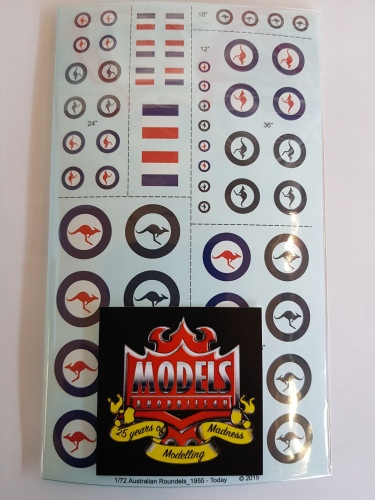 18"
12"
24"
36"
"
MODELS
25 years of
Madness
Modelling
1/72 Australian Roundels_1955 - Today
© 2015